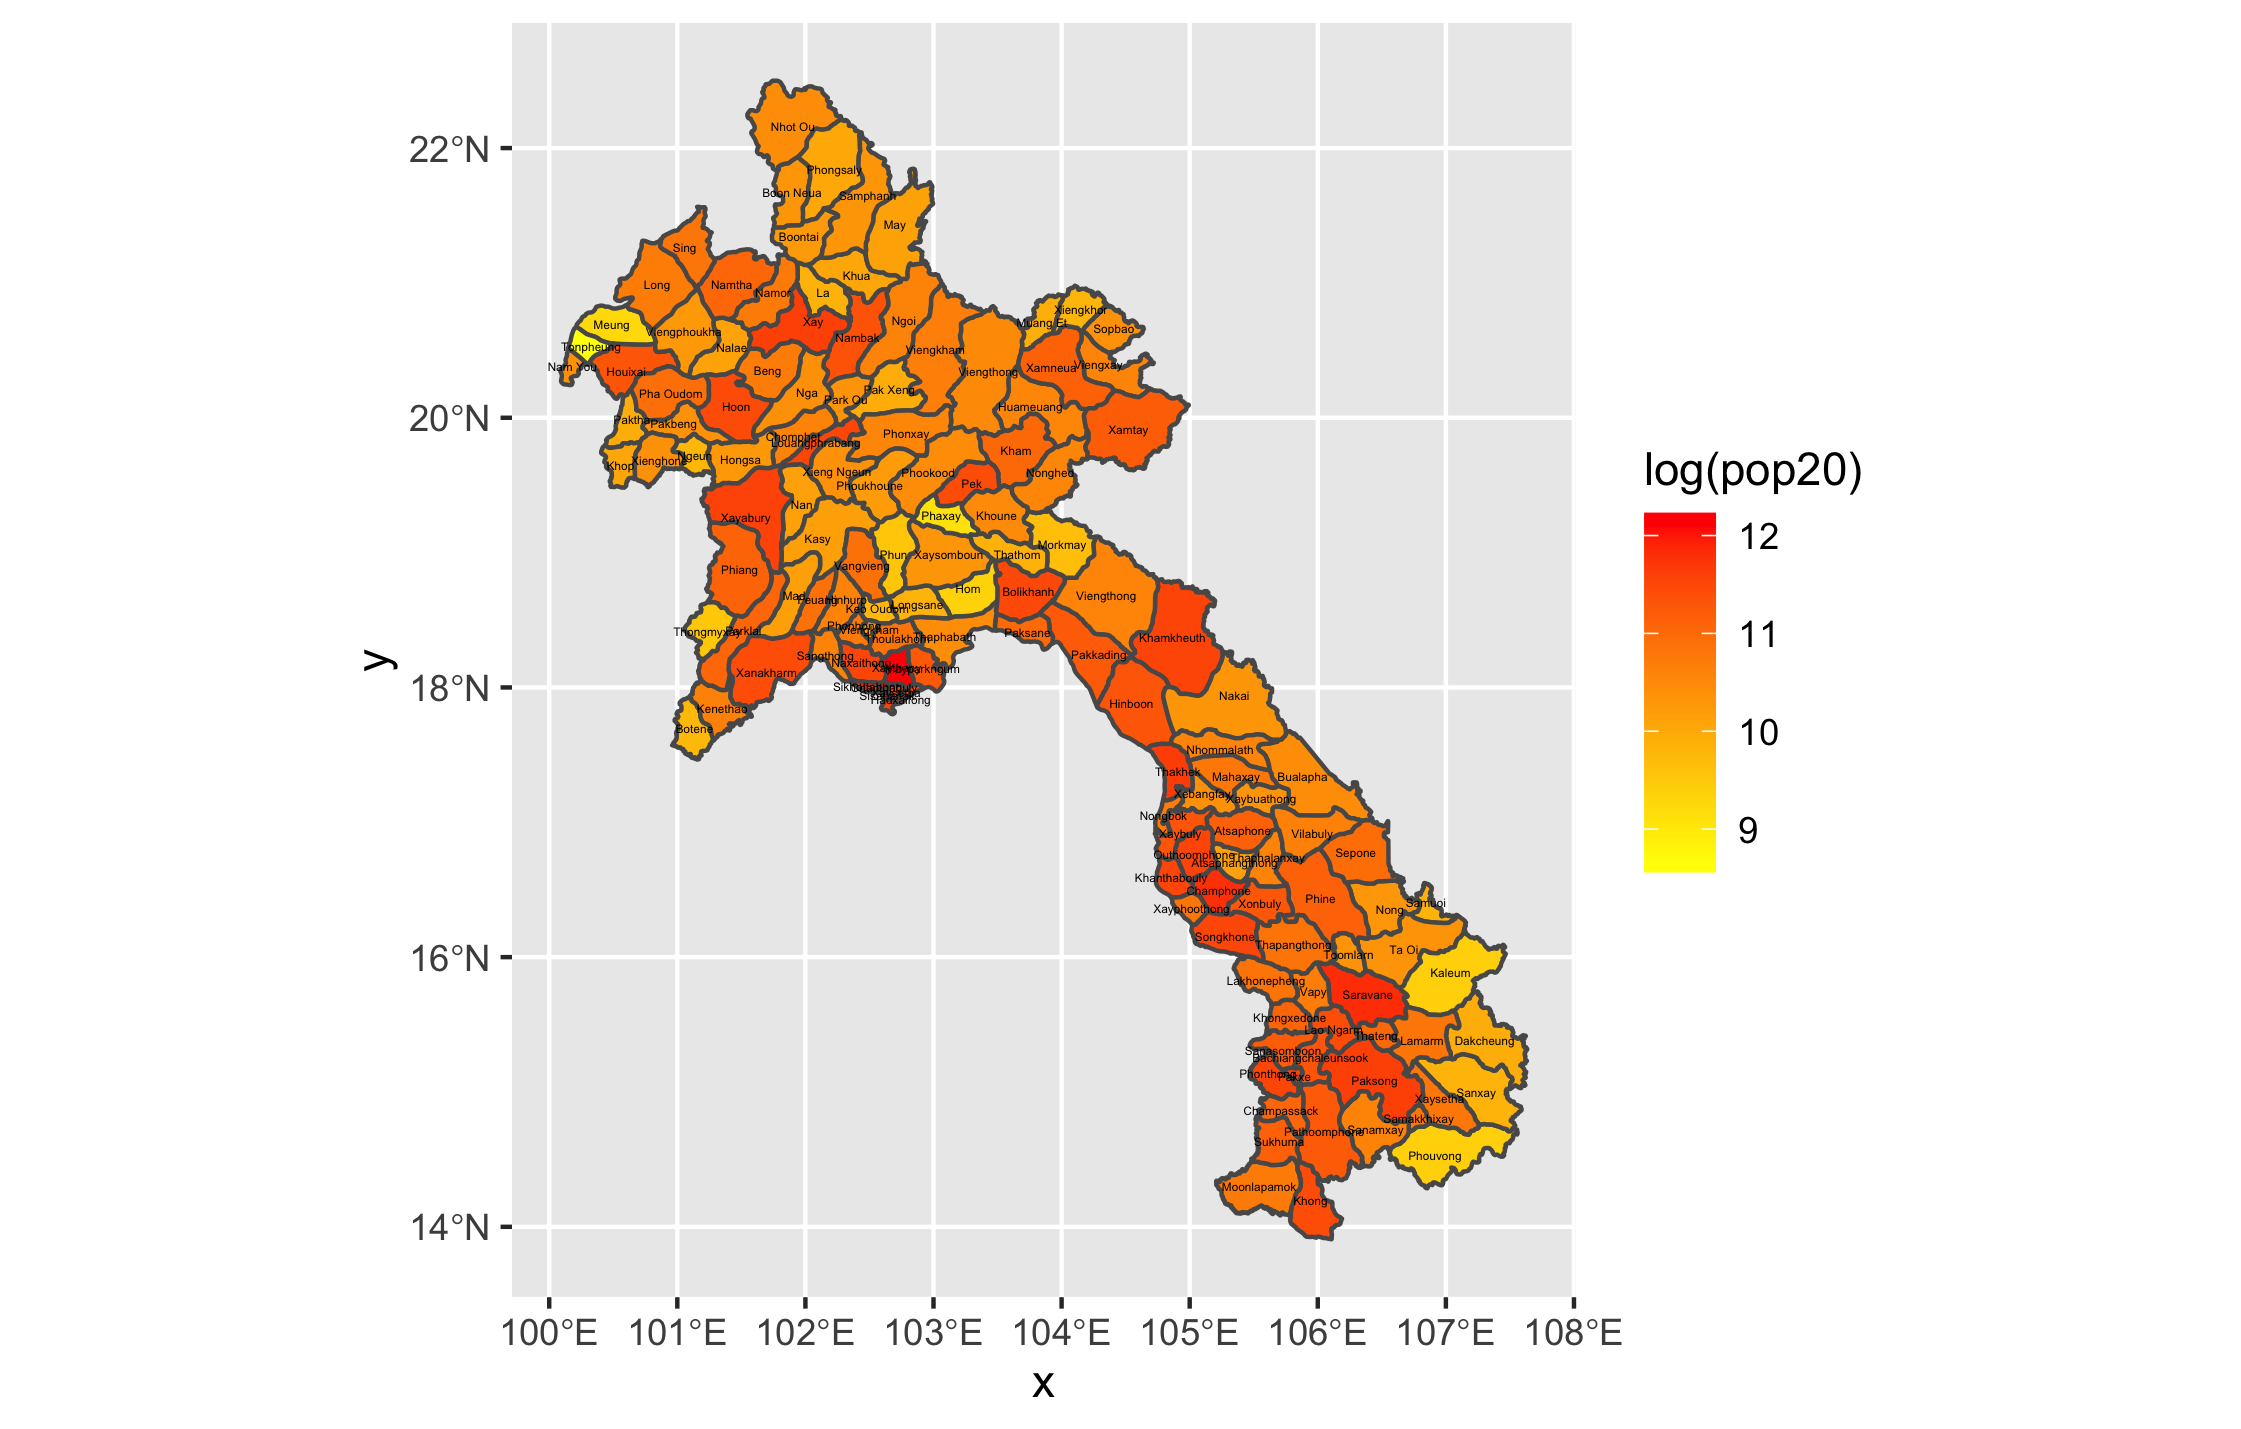 22°N
20°N
18°N
16°N
14°N
100°E 101°E 102°E 103°E 104°E 105°E 106°E 107°E 108°E
x
y
log(pop20)
12
11
10
9
Nhot Ou
Phongsaly
Boon Neua
Samphanh
May
Boontai
Sing
Khua
Long
Namtha
Namor
La
Xay
Ngoi
Xiengkhor
Muang Et
Sopbao
Meung
Viengphoukha
Nalae
Nambak
Viengkham
Tonpheung
Nam You
Houixai
Beng
Viengthong
Xamneua
Viengxay
Pha Oudom
Hoon
Nga
Park Ou
Pak Xeng
Huameuang
Paktha
Pakbeng
Chomphet
Louangphrabang
Phonxay
Xamtay
Khop
Xienghone
Ngeun
Hongsa
Xieng Ngeun
Phoukhoune
Phookood
Kham
Nonghed
Pek
Xayabury
Nan
Phaxay
Khoune
Kasy
Morkmay
Phiang
Vangvieng
Phun
Xaysomboun
Thathom
Mad
Feuang
Hinhurp
Keo Oudom
Longsane
Hom
Bolikhanh
Viengthong
Thongmyxay
Parklai
Phonhong
Viengkham
Thoulakhom
Thaphabath
Paksane
Khamkheuth
Xanakharm
Sangthong
Naxaithong
Xaythany
Mayparkngum
Pakkading
Hadxaifong
Kenethao
Botene
Hinboon
Nakai
Nhommalath
Thakhek
Mahaxay
Bualapha
Xebangfay
Xaybuathong
Nongbok
Xaybuly
Atsaphone
Vilabuly
Outhoomphone
Atsaphangthong
Thaphalanxay
Sepone
Khanthabouly
Champhone
Xayphoothong
Xonbuly
Phine
Nong
Samuoi
Songkhone
Thapangthong
Toomlarn
Ta Oi
Kaleum
Lakhonepheng
Vapy
Saravane
Khongxedone
Lao Ngarm
Thateng
Lamarm
Dakcheung
Sanasomboon
Bachiangchaleunsook
Phonthong
Pakxe
Paksong
Sanxay
Xaysetha
Champassack
Samakkhixay
Pathoomphone
Sanamxay
Sukhuma
Phouvong
Moonlapamok
Khong